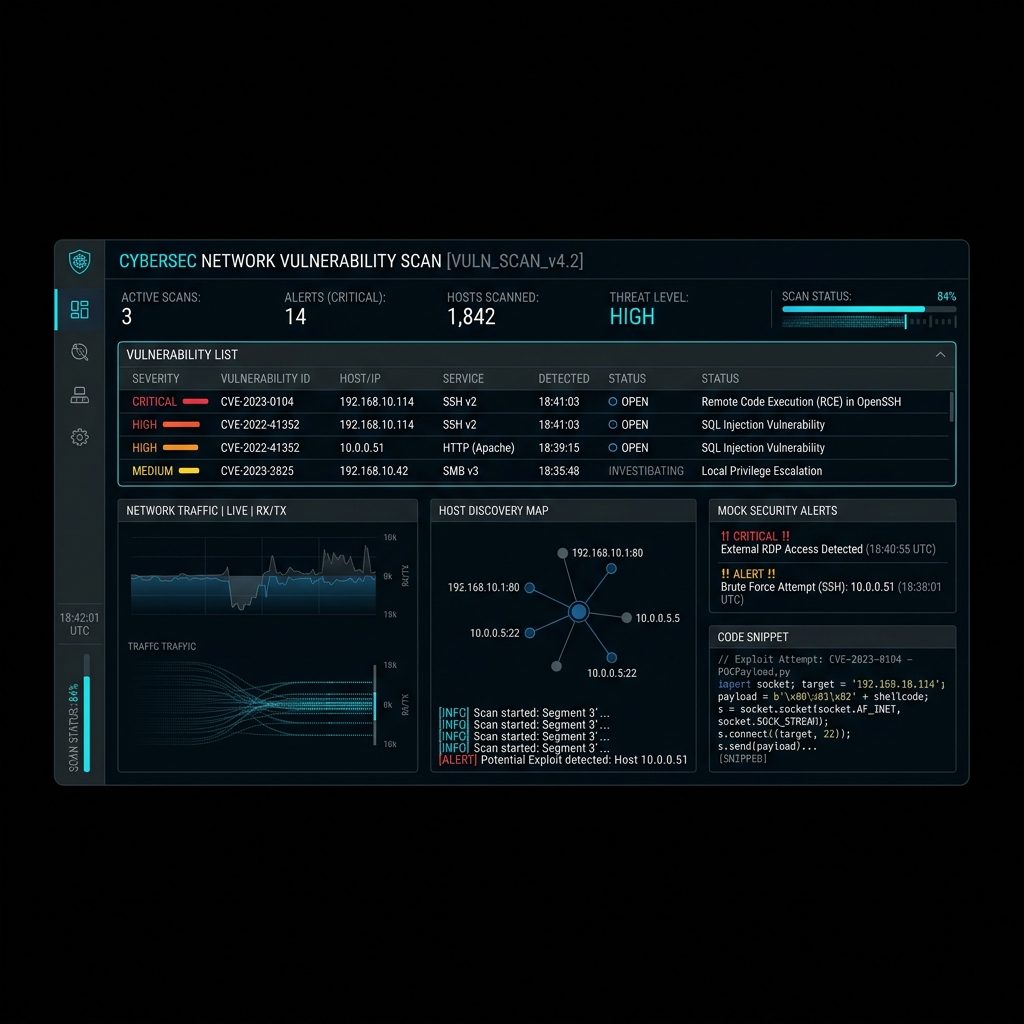 CYBERSEC NETWORK VULNERABILITY SCAN [VULN_SCAN_v4.2]
ACTIVE SCANS:
3
ALERTS (CRITICAL):
14
HOSTS SCANNED:
1,842
THREAT LEVEL:
HIGH
SCAN STATUS: 84%
VULNERABILITY LIST
SEVERITY VULNERABILITY ID HOST/IP SERVICE DETECTED STATUS STATUS
CRITICAL CVE-2023-0104 192.168.10.114 SSH v2 18:41:03 OPEN Remote Code Execution (RCE) in OpenSSH
HIGH CVE-2022-41352 192.168.10.114 SSH v2 18:41:03 OPEN SQL Injection Vulnerability
HIGH CVE-2022-41352 10.0.0.51 HTTP (Apache) 18:39:15 OPEN SQL Injection Vulnerability
MEDIUM CVE-2023-3825 192.168.10.42 SMB v3 18:35:48 INVESTIGATING Local Privilege Escalation
NETWORK TRAFFIC | LIVE | RX/TX
10k
0k
18k
TRAFFC TRAFYIC
18k
0k
16k
18:42:01
UTC
SCAN STATUS: 84%
HOST DISCOVERY MAP
192.168.10.1:80
192.168.10.1:80
10.0.0.5.5
10.0.0.5:22
10.0.0.5:22
[INFO] Scan started: Segment 3'...
[INFO] Scan started: Segment 3'...
[INFO] Scan started: Segment 3'...
[INFO] Scan started: Segment 3'...
[ALERT] Potential Exploit detected: Host 10.0.0.51
MOCK SECURITY ALERTS
!! CRITICAL !!
External RDP Access Detected (18:40:55 UTC)
!! ALERT !!
Brute Force Attempt (SSH): 10.0.0.51 (18:38:01
UTC)
CODE SNIPPET
// Exploit Attempt: CVE-2023-0104 –
POCPayload.py
import socket; target = '192.168.18.114';
payload = + shellcode;
s = socket.socket(socket.AF_INET,
socket.SOCK_STREAM);
s.connect((target, 22));
s.send(payload)...
[SNIPPEB]